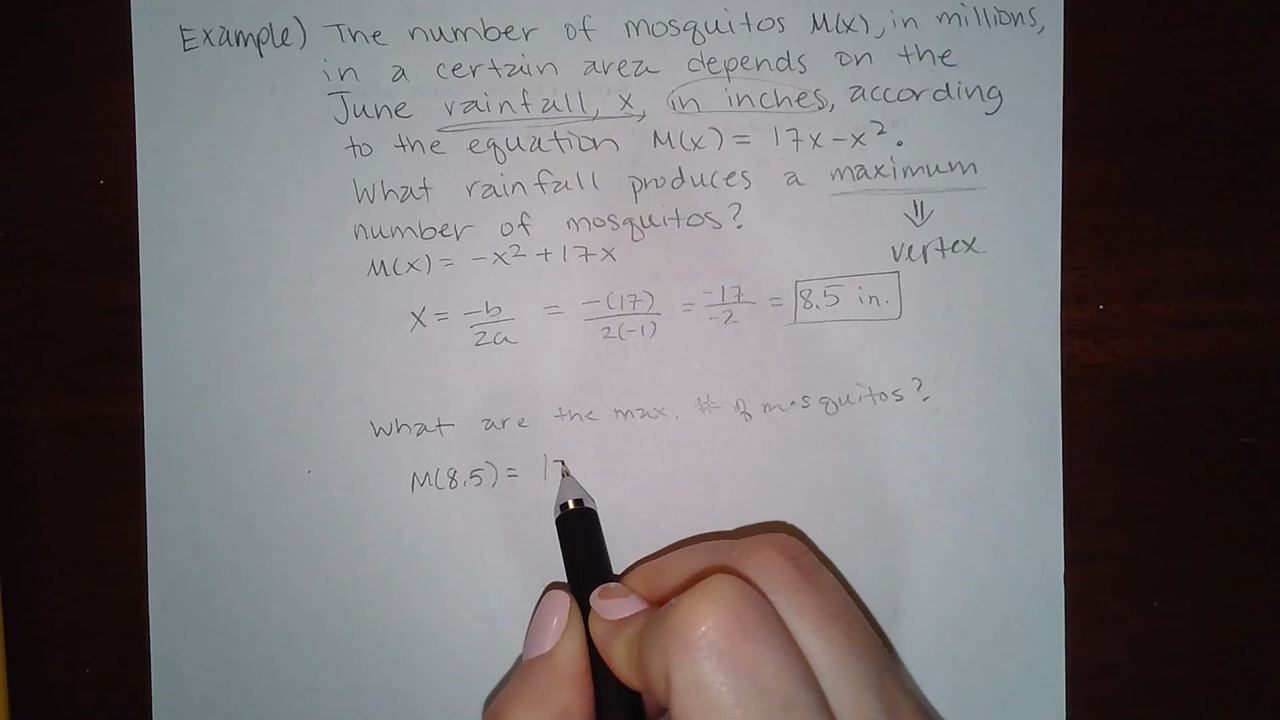 Example) The number of mosquitos M(x), in millions,
in a certain area depends on the
June rainfall, x, in inches, according
to the equation M(x) = 17x - x².
What rainfall produces a maximum
number of mosquitos?
⇓
vertex
M(x) = -x² + 17x
x = -b/2a = -(17)/2(-1) = -17/-2 = 8.5 in.
What are the max. # of mosquitos?
M(8.5) = 17